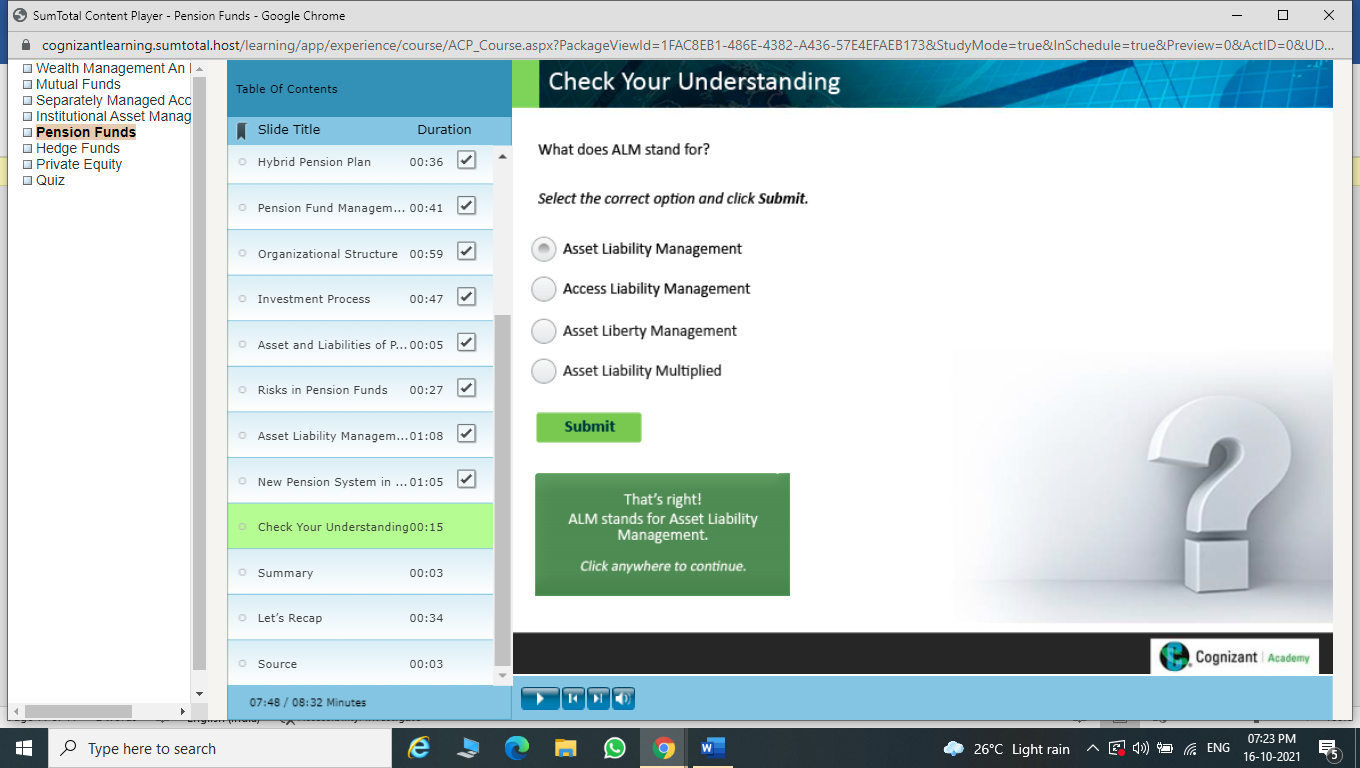 SumTotal Content Player - Pension Funds - Google Chrome
cognizantlearning.sumtotal.host/learning/app/experience/course/ACP_Course.aspx?PackageViewId=1FAC8EB1-486E-4382-A436-57E4EFAEB173&StudyMode=true&InSchedule=true&Preview=0&ActID=0&UD...
Wealth Management An I
Mutual Funds
Separately Managed Acc
Institutional Asset Manag
Pension Funds
Hedge Funds
Private Equity
Quiz
Table Of Contents
Slide Title Duration
Hybrid Pension Plan 00:36
Pension Fund Managem... 00:41
Organizational Structure 00:59
Investment Process 00:47
Asset and Liabilities of P... 00:05
Risks in Pension Funds 00:27
Asset Liability Managem... 01:08
New Pension System in ... 01:05
Check Your Understanding 00:15
Summary 00:03
Let's Recap 00:34
Source 00:03
07:48 / 08:32 Minutes
Check Your Understanding
What does ALM stand for?
Select the correct option and click Submit.
Asset Liability Management
Access Liability Management
Asset Liberty Management
Asset Liability Multiplied
Submit
That's right!
ALM stands for Asset Liability
Management.
Click anywhere to continue.
Cognizant | Academy
Type here to search
26°C Light rain
ENG
07:23 PM
16-10-2021
5